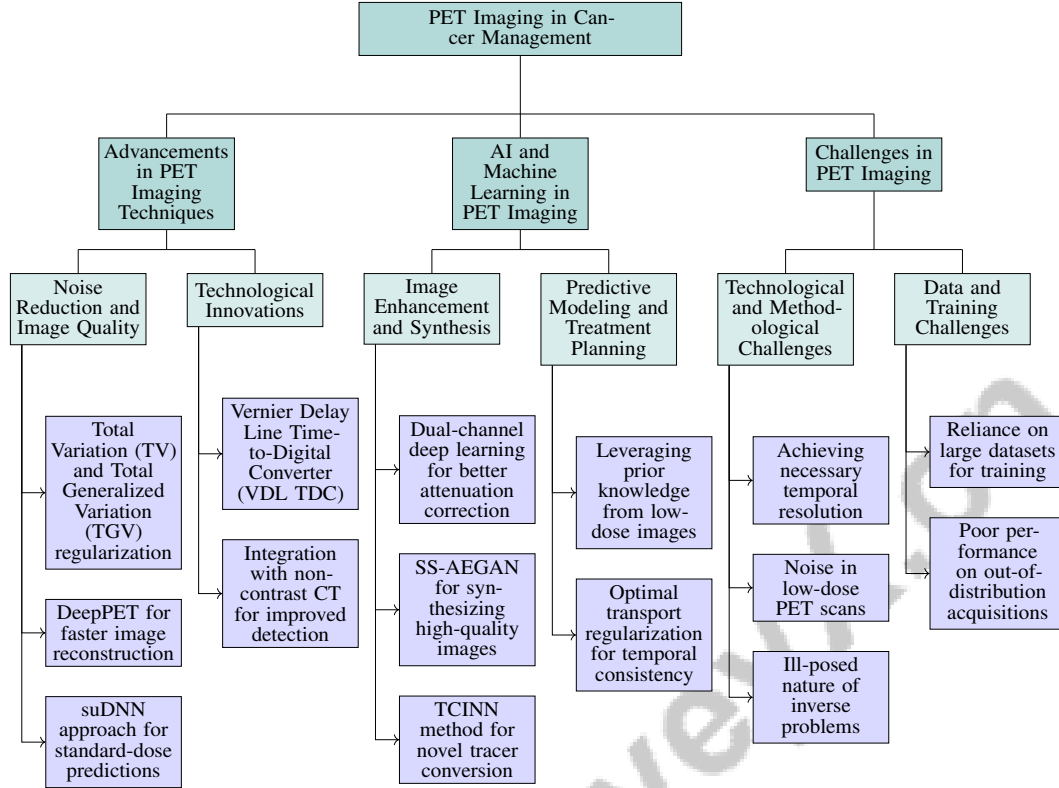 PET Imaging in Can-
cer Management
Advancements
in PET
Imaging
Techniques
AI and
Machine
Learning in
PET Imaging
Challenges in
PET Imaging
Noise
Reduction and
Image Quality
Technological
Innovations
Image
Enhancement
and Synthesis
Predictive
Modeling and
Treatment
Planning
Technological
and Method-
ological
Challenges
Data and
Training
Challenges
Total
Variation (TV)
and Total
Generalized
Variation
(TGV)
regularization
DeepPET for
faster image
reconstruction
suDNN
approach for
standard-dose
predictions
Vernier Delay
Line Time-
to-Digital
Converter
(VDL TDC)
Integration
with non-
contrast CT
for improved
detection
Dual-channel
deep learning
for better
attenuation
correction
SS-AEGAN
for syn-
thesizing
high-quality
images
TCINN
method for
novel tracer
conversion
Leveraging
prior
knowledge
from low-
dose images
Optimal
transport
regularization
for temporal
consistency
Achieving
necessary
temporal
resolution
Noise in
low-dose
PET scans
Ill-posed
nature of
inverse
problems
Reliance on
large datasets
for training
Poor per-
formance
on out-of-
distribution
acquisitions